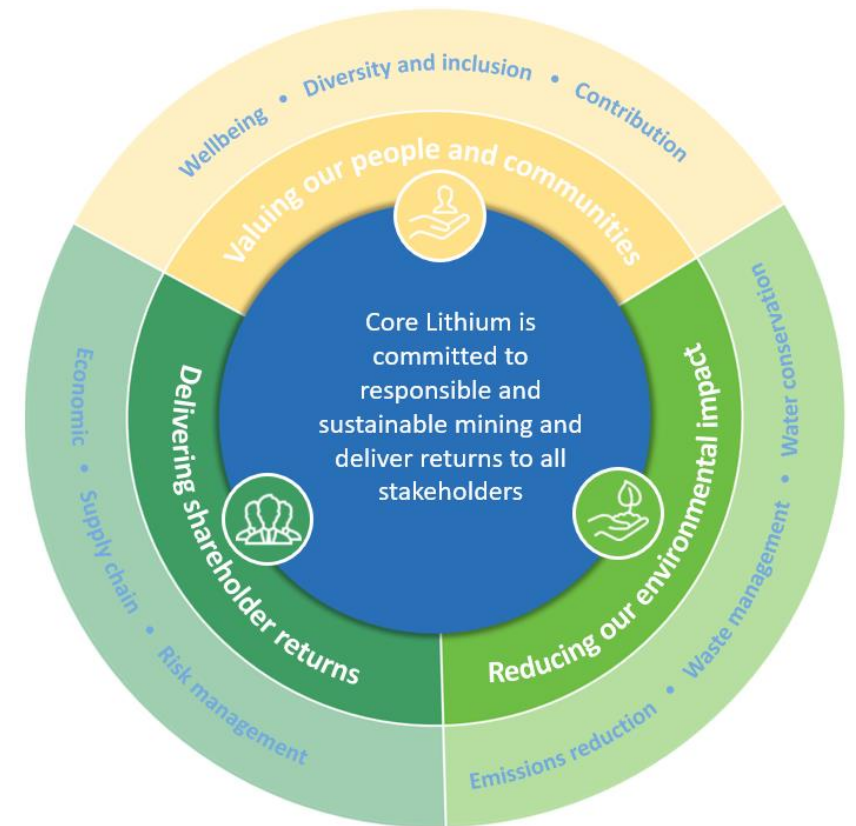 Wellbeing • Diversity and inclusion • Contribution
Valuing our people and communities
Core Lithium is
committed to
responsible and
sustainable mining and
deliver returns to all
stakeholders
Delivering shareholder returns
Economic • Supply chain • Risk management
Reducing our environmental impact
Emissions reduction • Waste management • Water conservation